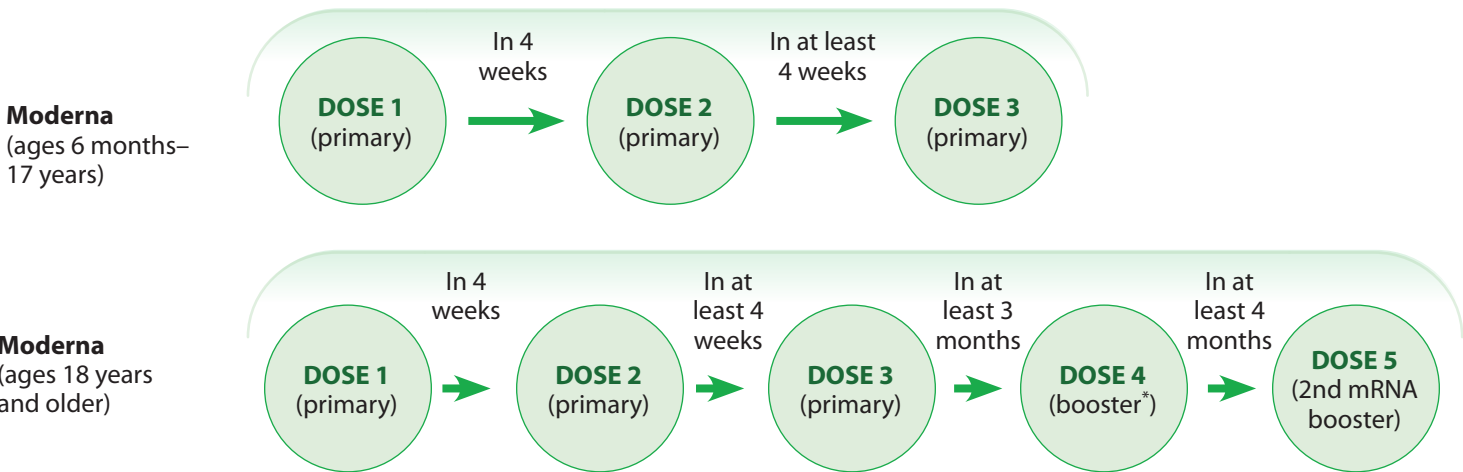 Moderna
(ages 6 months–
17 years)
DOSE 1
(primary)
In 4
weeks
DOSE 2
(primary)
In at least
4 weeks
DOSE 3
(primary)
Moderna
(ages 18 years
and older)
DOSE 1
(primary)
In 4
weeks
DOSE 2
(primary)
In at
least 4
weeks
DOSE 3
(primary)
In at
least 3
months
DOSE 4
(booster*)
In at
least 4
months
DOSE 5
(2nd mRNA
booster)